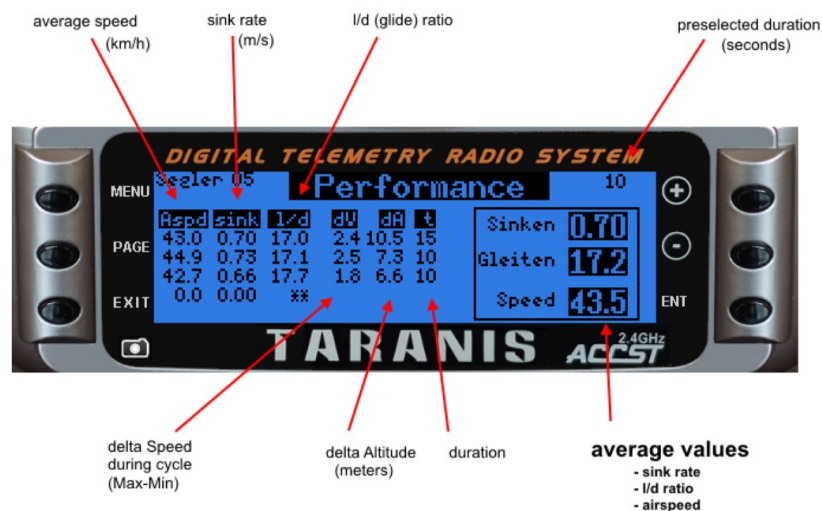 average speed
(km/h)
sink rate
(m/s)
l/d (glide) ratio
preselected duration
(seconds)
DIGITAL TELEMETRY RADIO SYSTEM
MENU
PAGE
EXIT
Segler 05
Performance
10
Aspd sink l/d dV dA t
43.0 0.70 17.0 2.4 10.5 15
44.9 0.73 17.1 2.5 7.3 10
42.7 0.66 17.7 1.8 6.6 10
0.0 0.00 **
Sinken 0.70
Gleiten 17.2
Speed 43.5
+
-
ENT
TARANIS
2.4GHz
ACCST
delta Speed
during cycle
(Max-Min)
delta Altitude
(meters)
duration
average values
- sink rate
- l/d ratio
- airspeed